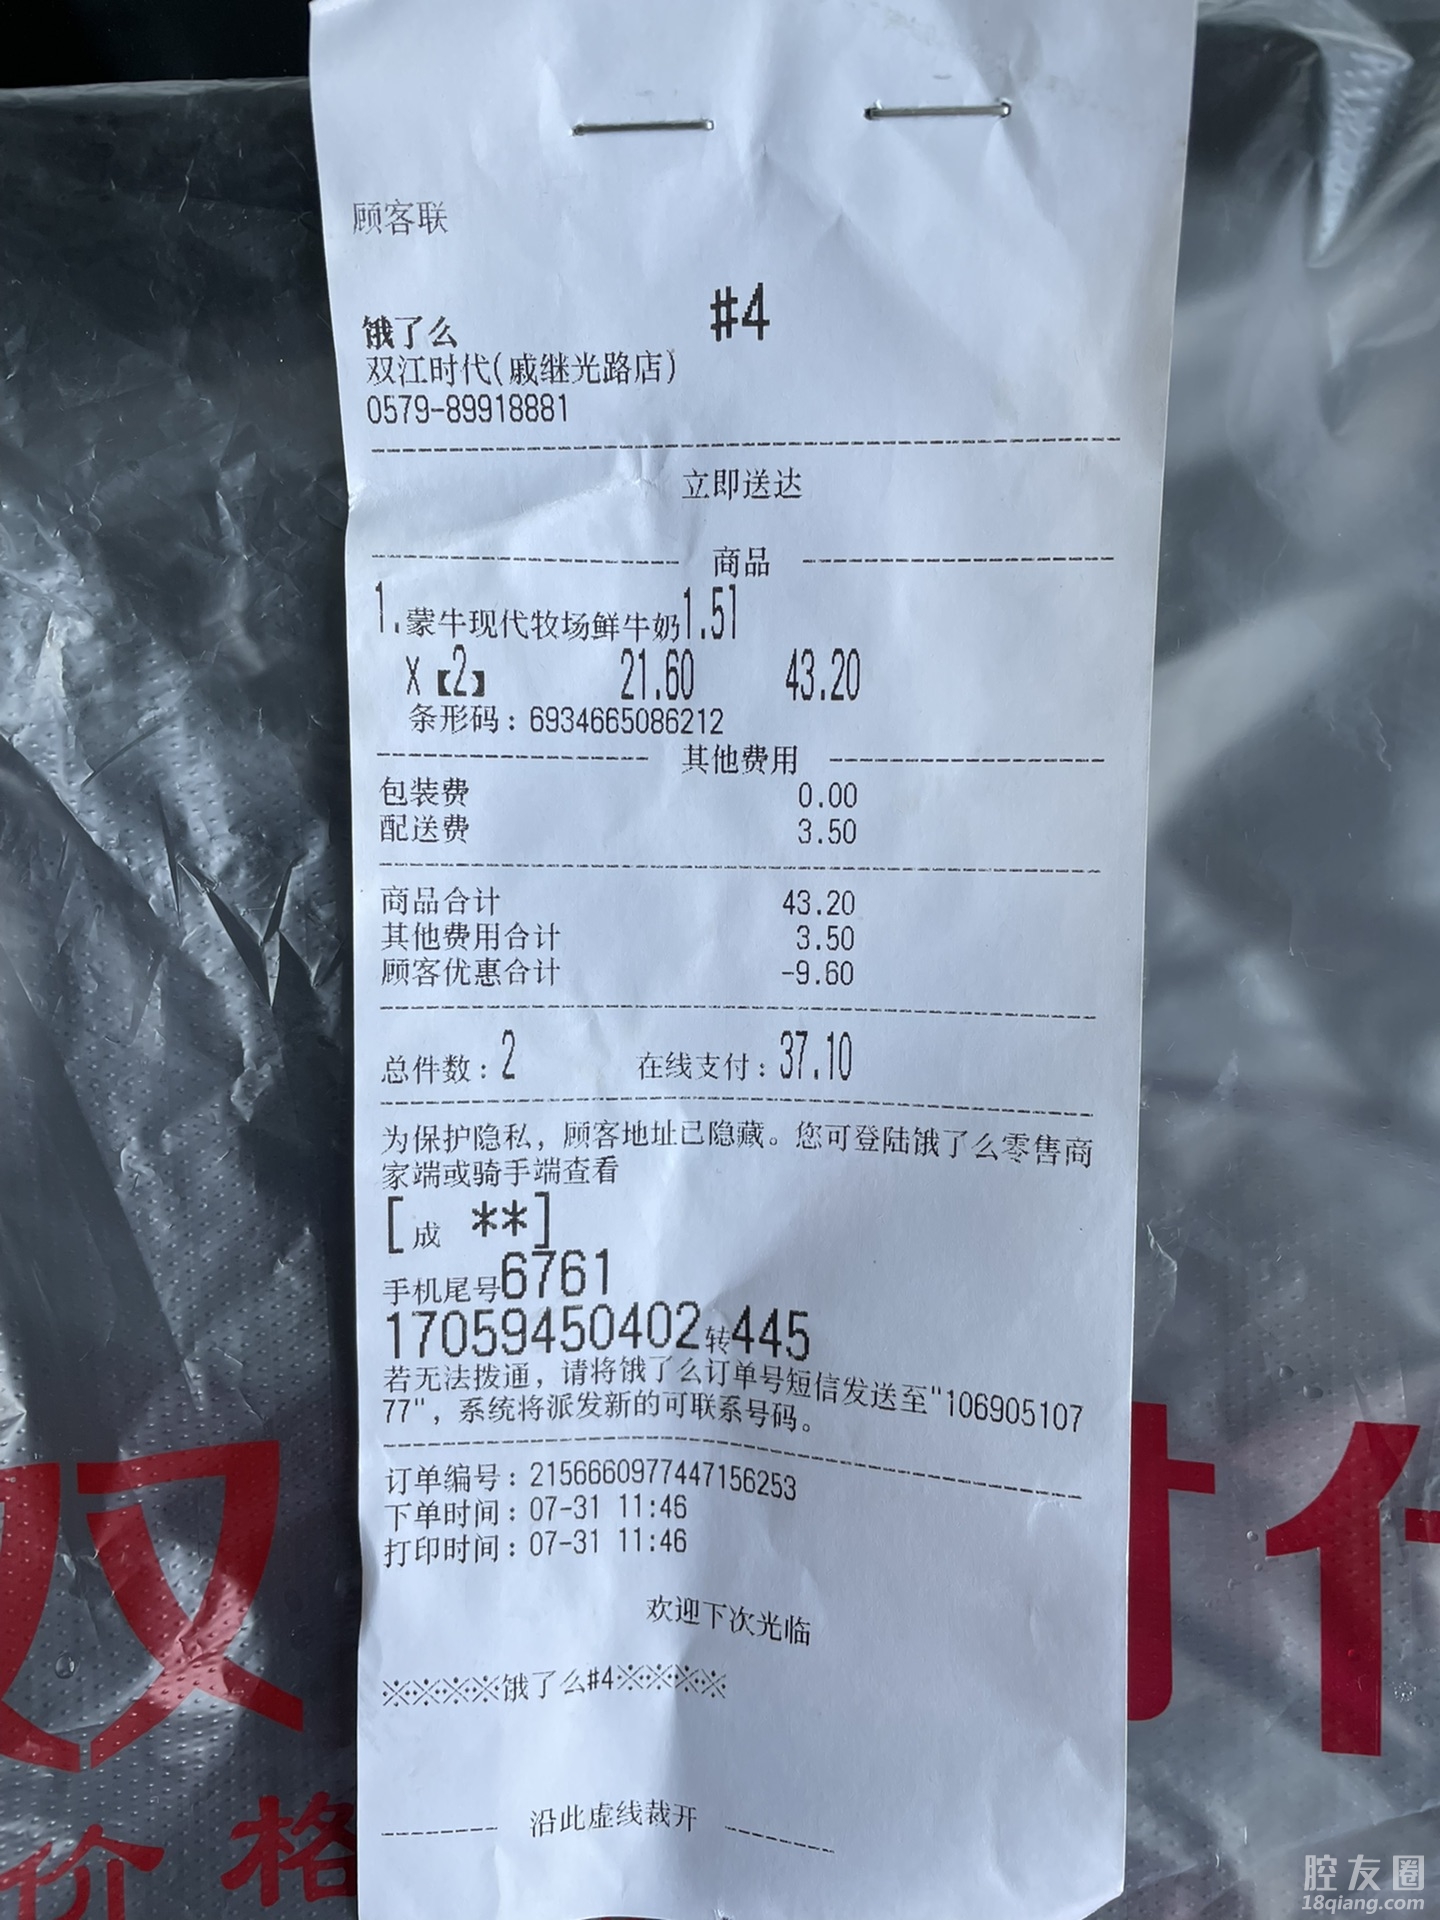 顾客联
#4
饿了么
双江时代(戚继光路店)
0579-89918881
立即送达
商品
1.蒙牛现代牧场鲜牛奶1.5l
X【2】 21.60 43.20
条形码：6934665086212
其他费用
包装费 0.00
配送费 3.50
商品合计 43.20
其他费用合计 3.50
顾客优惠合计 -9.60
总件数：2 在线支付：37.10
为保护隐私，顾客地址已隐藏。您可登陆饿了么零售商
家端或骑手端查看
[成 **]
手机尾号6761
17059450402转445
若无法拨通，请将饿了么订单号短信发送至"106905107
77"，系统将派发新的可联系号码。
订单编号：2156660977447156253
下单时间：07-31 11:46
打印时间：07-31 11:46
欢迎下次光临
※※※※饿了么#4※※※※
沿此虚线裁开
双 时代
价格
腔友圈
18qiang.com